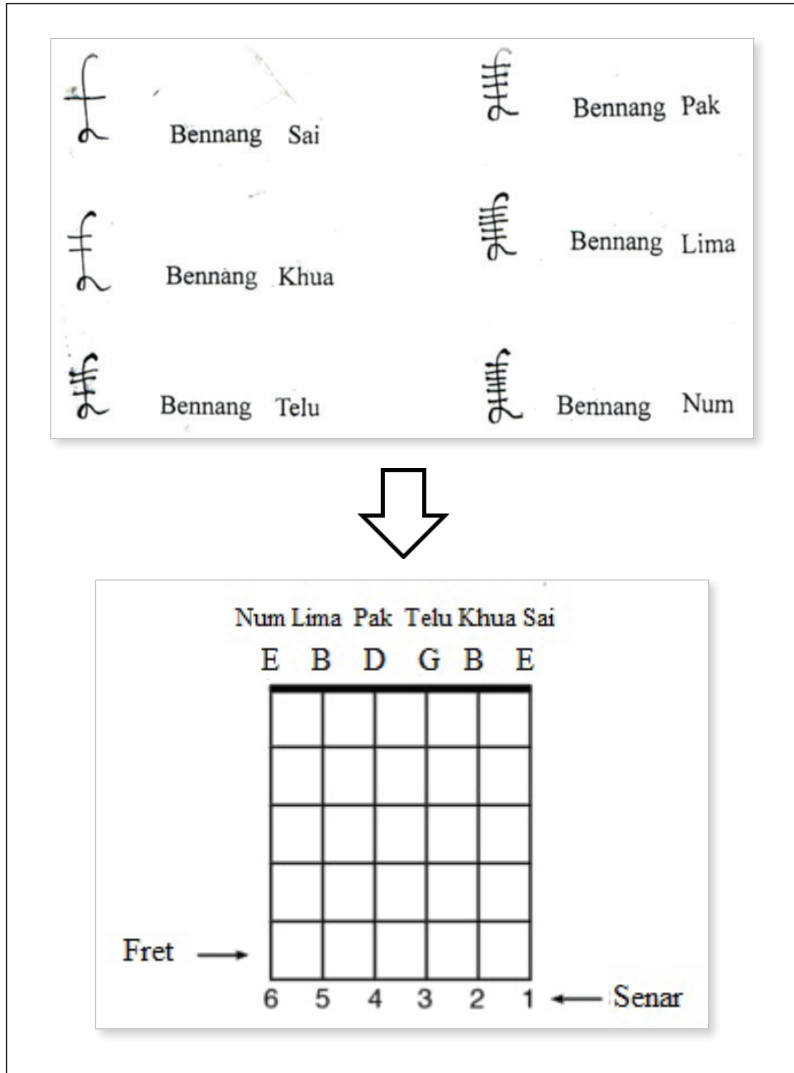 Bennang Sai
Bennang Khua
Bennang Telu
Bennang Pak
Bennang Lima
Bennang Num
Num Lima Pak Telu Khua Sai
E B D G B E
Fret
6 5 4 3 2 1
Senar